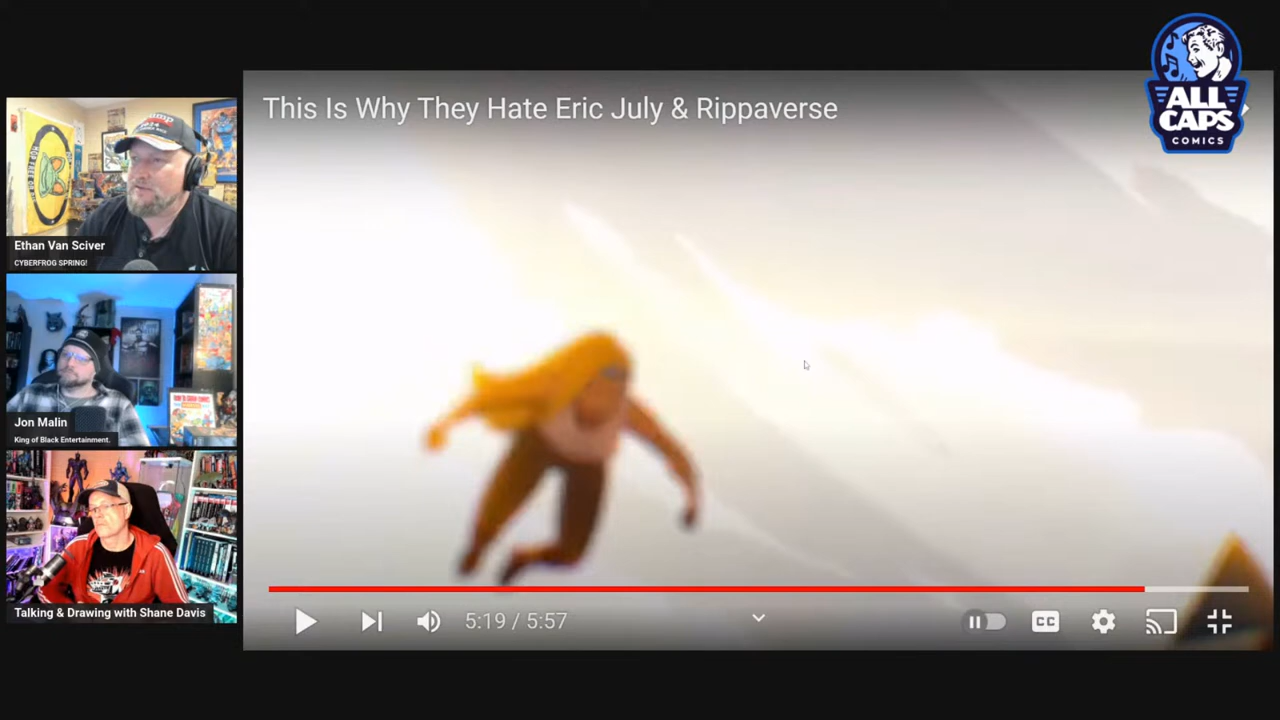 This Is Why They Hate Eric July & Rippaverse
ALL
CAPS
COMICS
Ethan Van Sciver
CYBERFROG SPRING!
Jon Malin
King of Black Entertainment.
Talking & Drawing with Shane Davis
5:19 / 5:57
CC